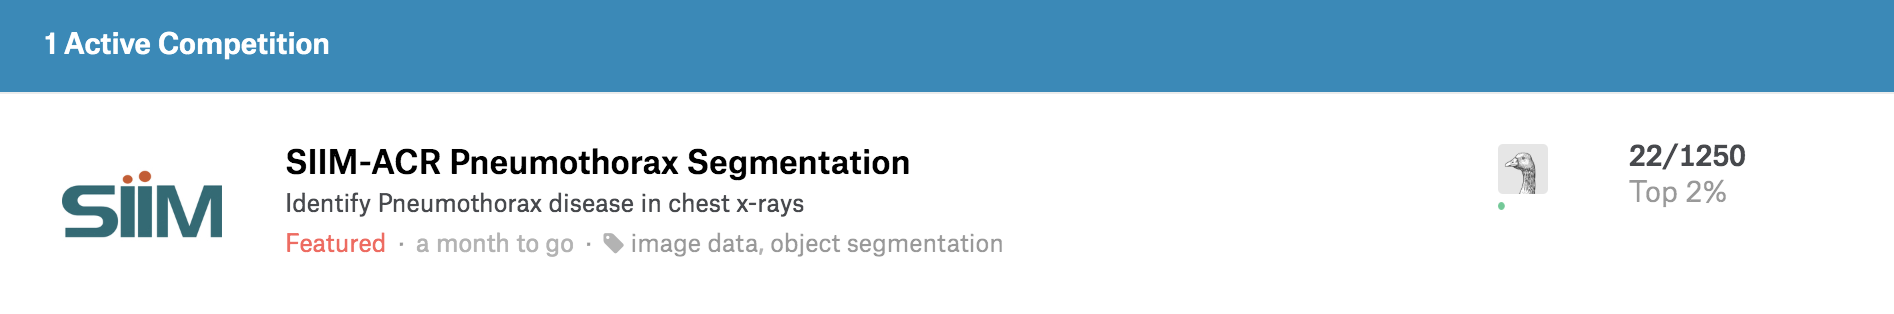 1 Active Competition
SIIM-ACR Pneumothorax Segmentation
Identify Pneumothorax disease in chest x-rays
Featured · a month to go · image data, object segmentation
SiiM
22/1250
Top 2%